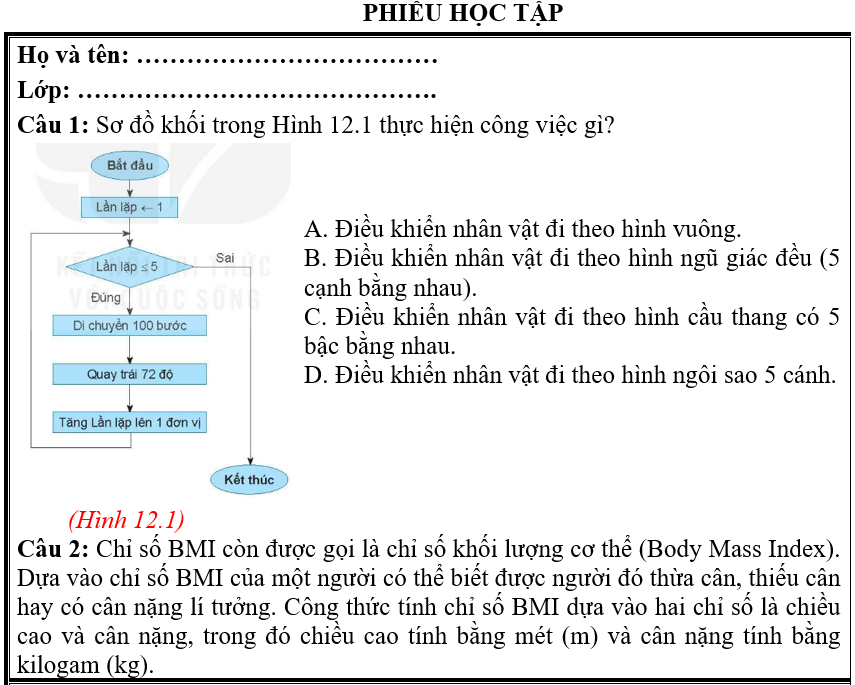 PHIẾU HỌC TẬP
Họ và tên: ........................................
Lớp: ................................................
Câu 1: Sơ đồ khối trong Hình 12.1 thực hiện công việc gì?
Bắt đầu
Lần lặp ← 1
Lần lặp ≤ 5
Sai
Đúng
Di chuyển 100 bước
Quay trái 72 độ
Tăng Lần lặp lên 1 đơn vị
Kết thúc
KẾT NỐI TRI THỨC
VỚI CUỘC SỐNG
(Hình 12.1)
A. Điều khiển nhân vật đi theo hình vuông.
B. Điều khiển nhân vật đi theo hình ngũ giác đều (5
cạnh bằng nhau).
C. Điều khiển nhân vật đi theo hình cầu thang có 5
bậc bằng nhau.
D. Điều khiển nhân vật đi theo hình ngôi sao 5 cánh.
Câu 2: Chỉ số BMI còn được gọi là chỉ số khối lượng cơ thể (Body Mass Index).
Dựa vào chỉ số BMI của một người có thể biết được người đó thừa cân, thiếu cân
hay có cân nặng lí tưởng. Công thức tính chỉ số BMI dựa vào hai chỉ số là chiều
cao và cân nặng, trong đó chiều cao tính bằng mét (m) và cân nặng tính bằng
kilogam (kg).